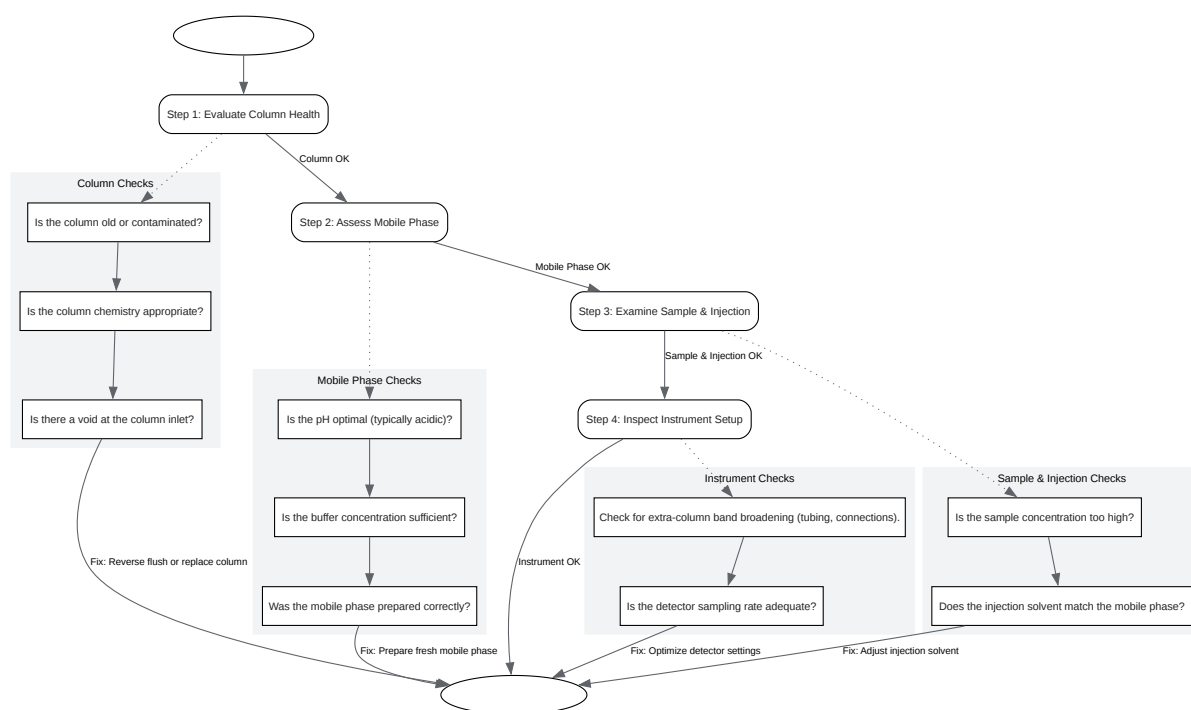 Step 1: Evaluate Column Health
Column OK
Column Checks
Is the column old or contaminated?
Step 2: Assess Mobile Phase
Mobile Phase OK
Is the column chemistry appropriate?
Step 3: Examine Sample & Injection
Sample & Injection OK
Mobile Phase Checks
Is there a void at the column inlet?
Is the pH optimal (typically acidic)?
Step 4: Inspect Instrument Setup
Instrument Checks
Sample & Injection Checks
Is the buffer concentration sufficient?
Check for extra-column band broadening (tubing, connections).
Is the sample concentration too high?
Fix: Reverse flush or replace column
Instrument OK
Was the mobile phase prepared correctly?
Is the detector sampling rate adequate?
Does the injection solvent match the mobile phase?
Fix: Prepare fresh mobile phase
Fix: Optimize detector settings
Fix: Adjust injection solvent